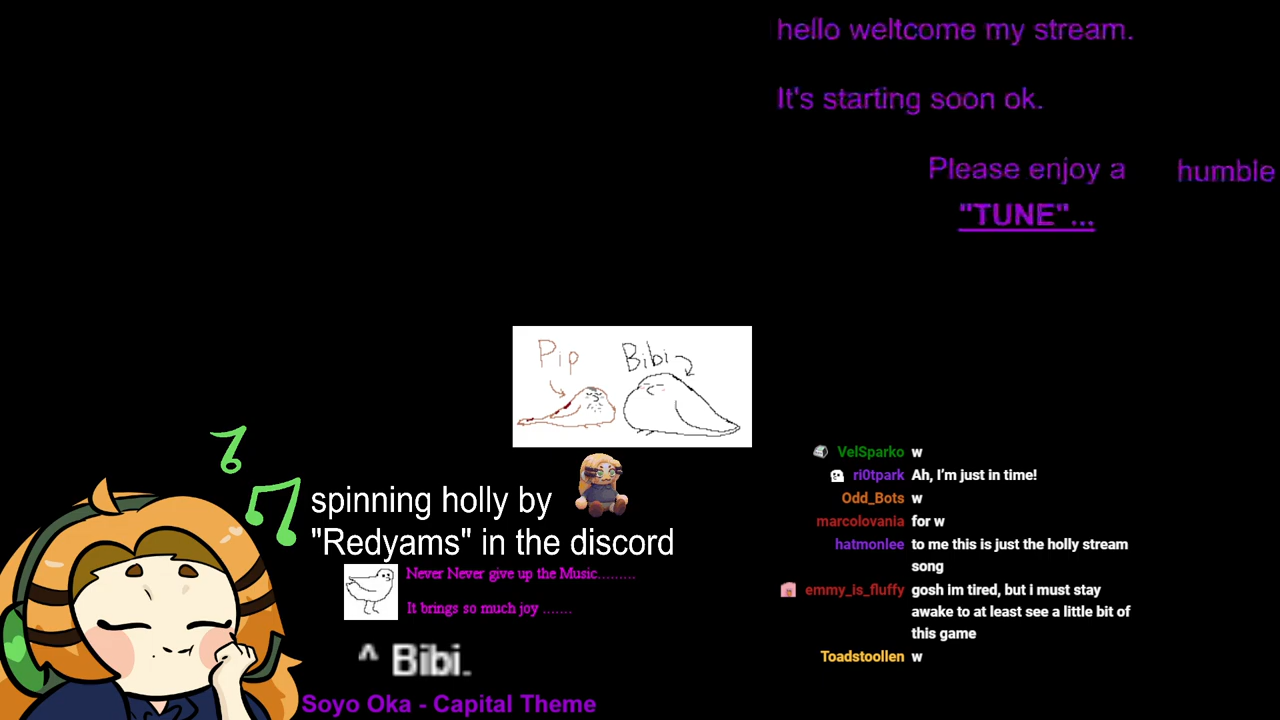 hello weltcome my stream.
It's starting soon ok.
Please enjoy a humble
"TUNE"...
Pip
Bibi
spinning holly by
"Redyams" in the discord
Never Never give up the Music.........
It brings so much joy .......
^ Bibi.
Soyo Oka - Capital Theme
VelSparko w
ri0tpark Ah, I'm just in time!
Odd_Bots w
marcolovania for w
hatmonlee to me this is just the holly stream
song
emmy_is_fluffy gosh im tired, but i must stay
awake to at least see a little bit of
this game
Toadstoollen w